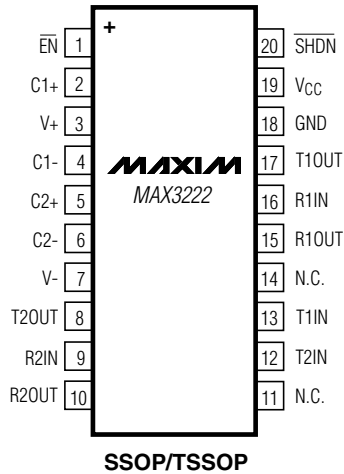 +
EN 1 20 SHDN
C1+ 2 19 VCC
V+ 3 18 GND
C1- 4 MAXIM 17 T1OUT
C2+ 5 MAX3222 16 R1IN
C2- 6 15 R1OUT
V- 7 14 N.C.
T2OUT 8 13 T1IN
R2IN 9 12 T2IN
R2OUT 10 11 N.C.
SSOP/TSSOP